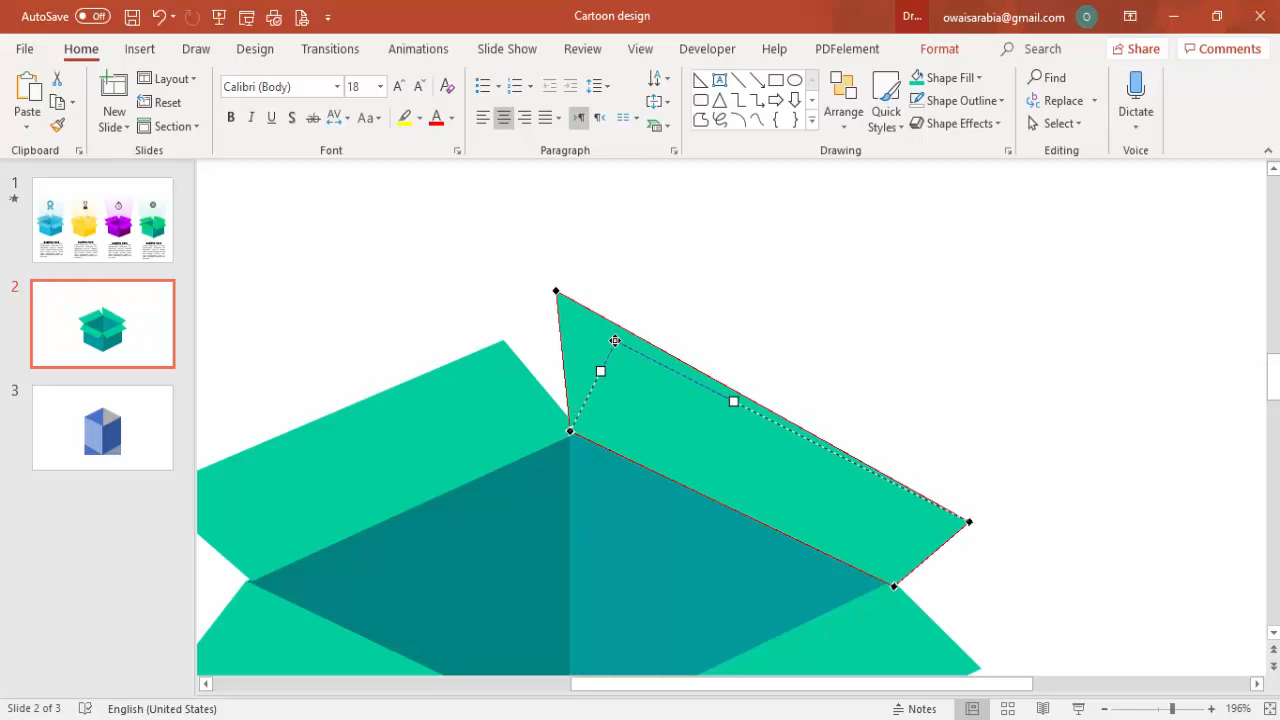 AutoSave Off Cartoon design Dr... owaisarabia@gmail.com O
File Home Insert Draw Design Transitions Animations Slide Show Review View Developer Help PDFelement Format Search Share Comments
Paste New Slide Layout Reset Section Calibri (Body) 18 Arrange Quick Styles Shape Fill Shape Outline Shape Effects Find Replace Select Dictate
B I U S ab AV Aa A
Clipboard Slides Font Paragraph Drawing Editing Voice
1
2
3
Slide 2 of 3 English (United States) Notes 196%